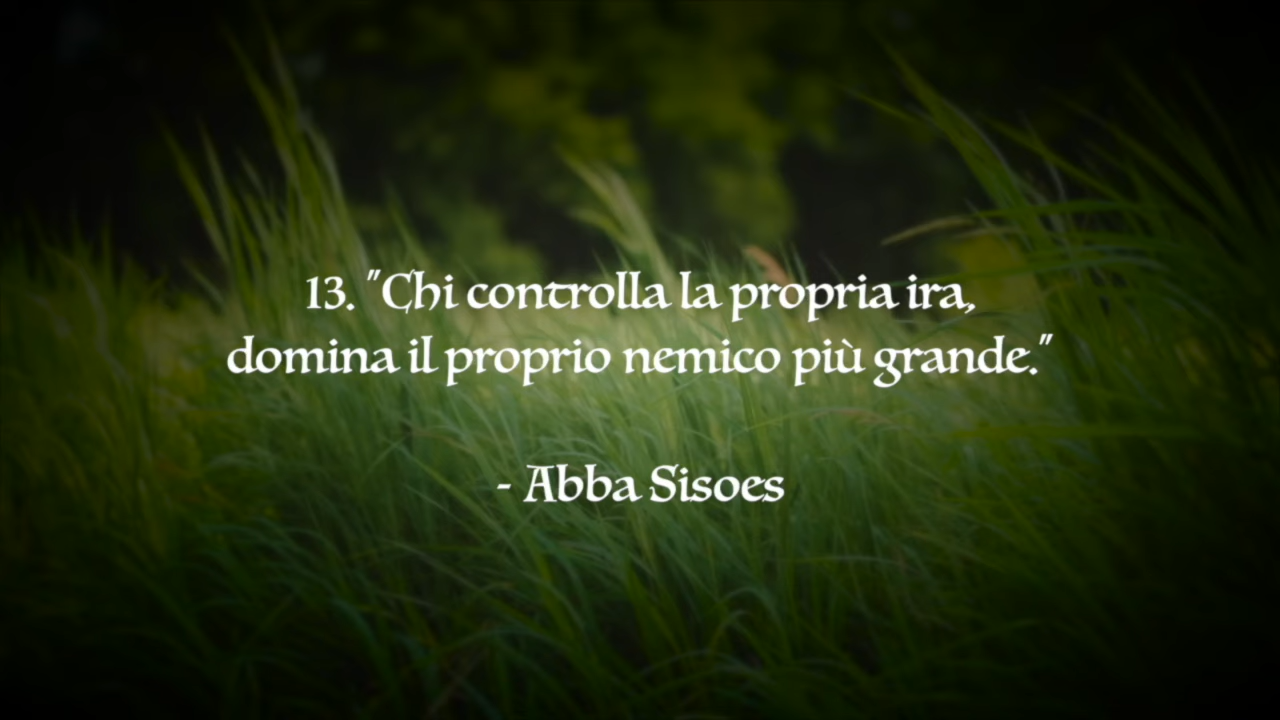 13. "Chi controlla la propria ira,
domina il proprio nemico più grande."
- Abba Sisoes